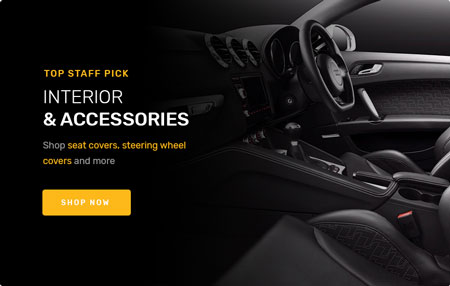 TOP STAFF PICK
INTERIOR
& ACCESSORIES
Shop seat covers, steering wheel
covers and more
SHOP NOW